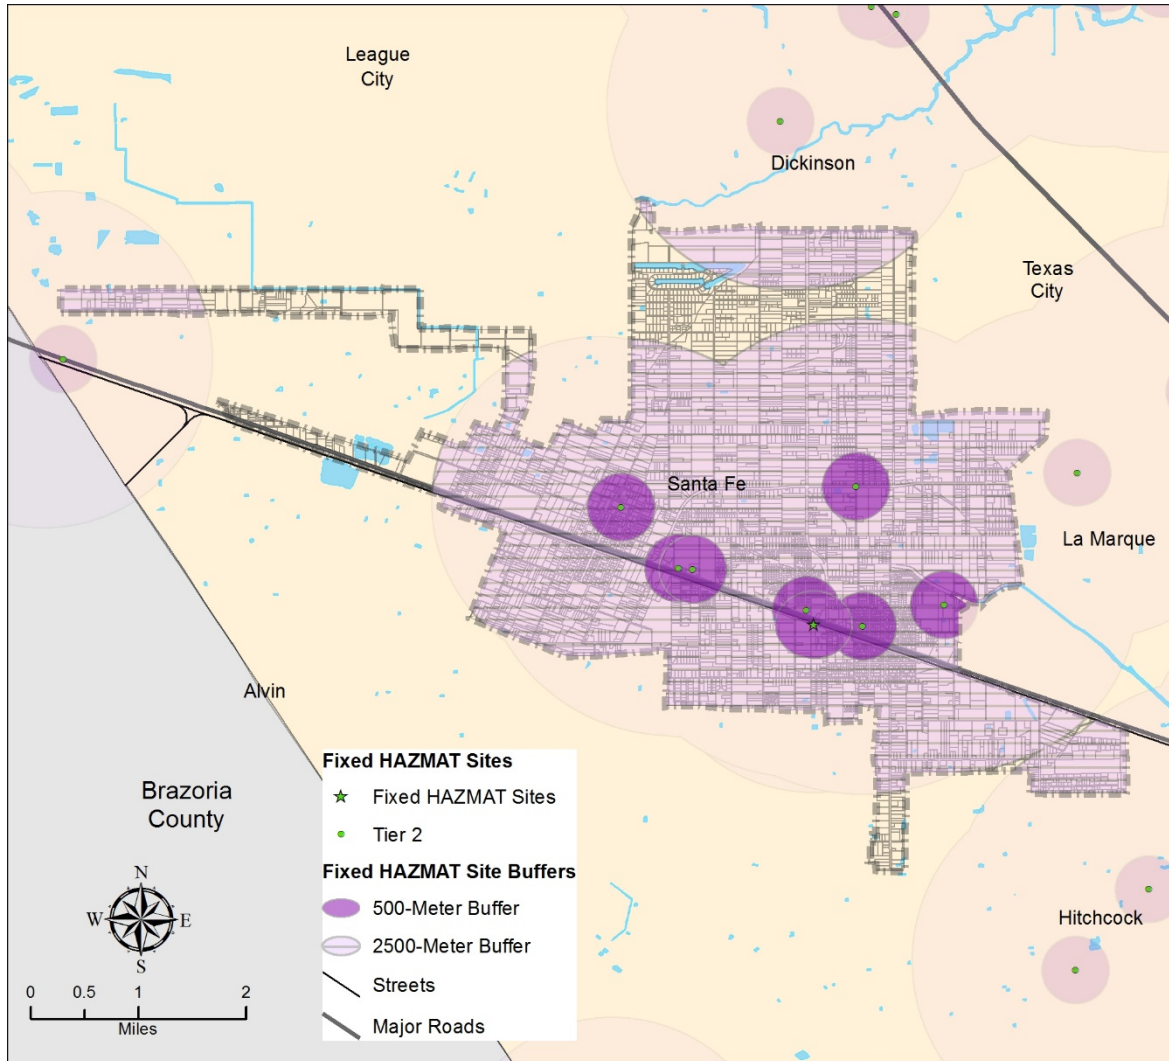 League
City
Dickinson
Texas
City
Santa Fe
La Marque
Alvin
Brazoria
County
Hitchcock
Fixed HAZMAT Sites
Fixed HAZMAT Sites
Tier 2
Fixed HAZMAT Site Buffers
500-Meter Buffer
2500-Meter Buffer
Streets
Major Roads
N
W E
S
0 0.5 1 2
Miles